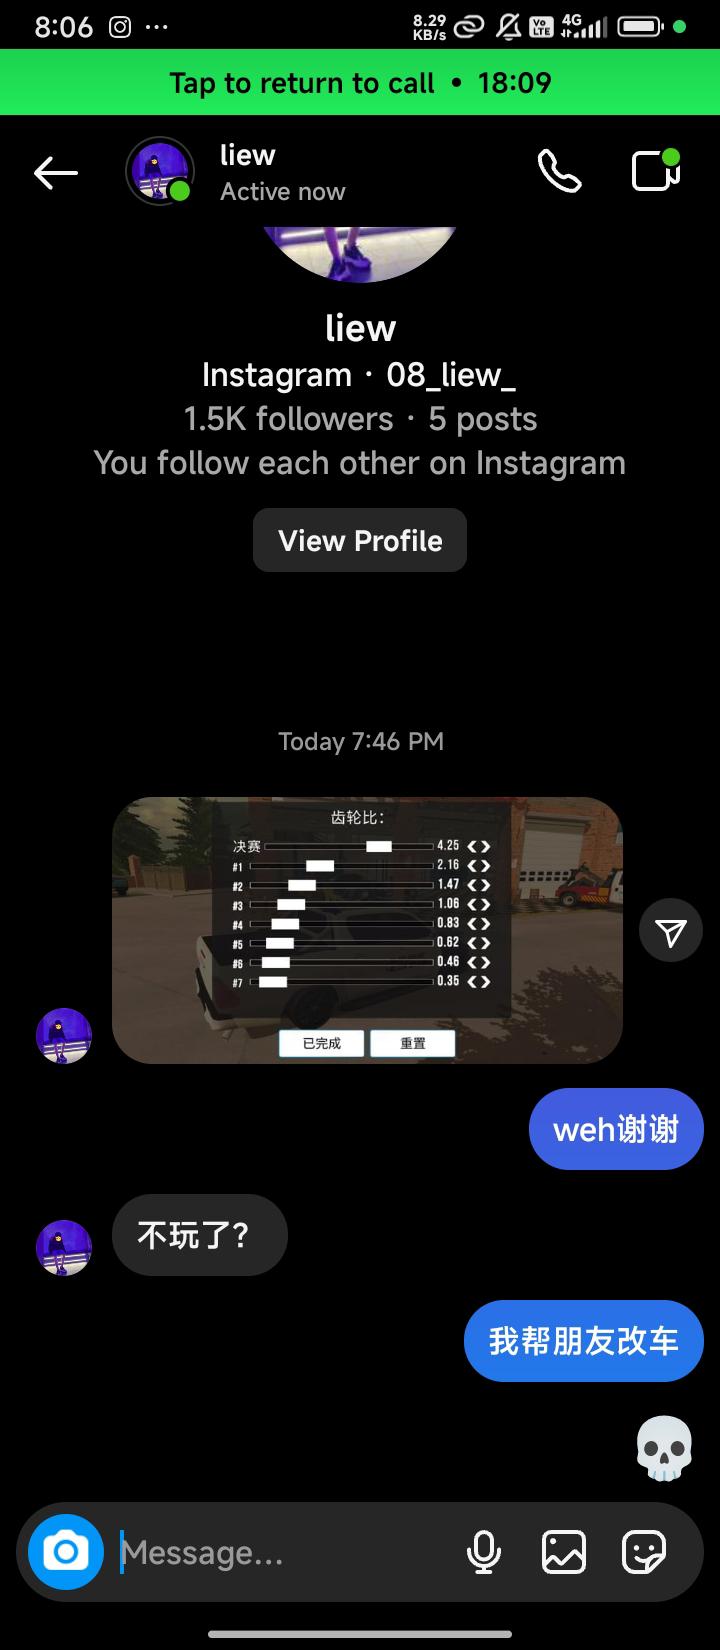 8:06
8.29
KB/s
Vo
LTE
4G
Tap to return to call • 18:09
liew
Active now
liew
Instagram · 08_liew_
1.5K followers · 5 posts
You follow each other on Instagram
View Profile
Today 7:46 PM
齿轮比：
决赛 4.25
#1 2.16
#2 1.47
#3 1.06
#4 0.83
#5 0.62
#6 0.46
#7 0.35
已完成 重置
weh谢谢
不玩了？
我帮朋友改车
Message...